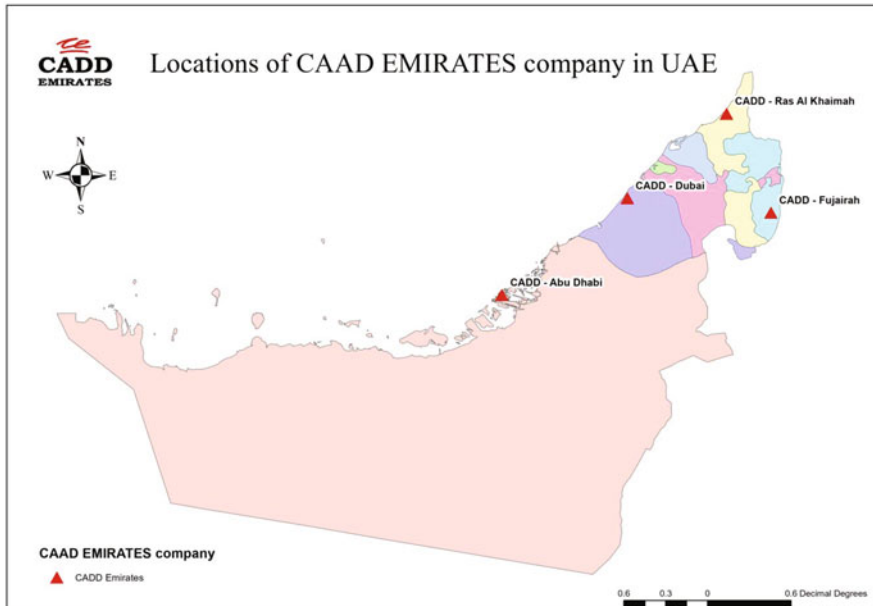 ce
CADD
EMIRATES
Locations of CAAD EMIRATES company in UAE
N
W E
S
CADD - Ras Al Khaimah
CADD - Dubai
CADD - Fujairah
CADD - Abu Dhabi
CAAD EMIRATES company
CADD Emirates
0.6 0.3 0 0.6 Decimal Degrees